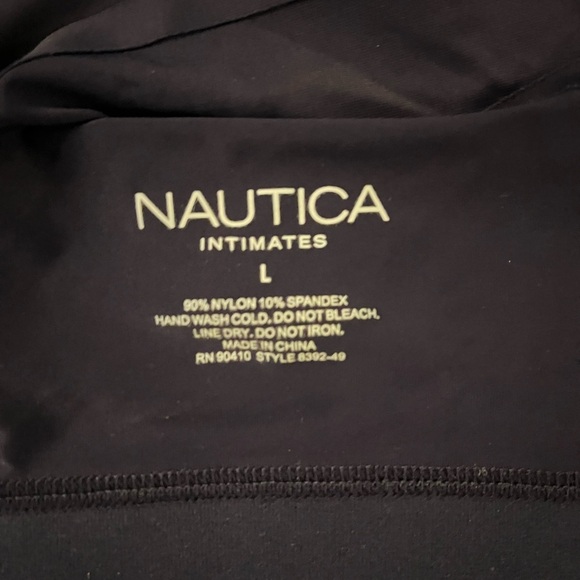 NAUTICA
INTIMATES
L
90% NYLON 10% SPANDEX
HAND WASH COLD. DO NOT BLEACH.
LINE DRY. DO NOT IRON.
MADE IN CHINA
RN 90410 STYLE 8392-49